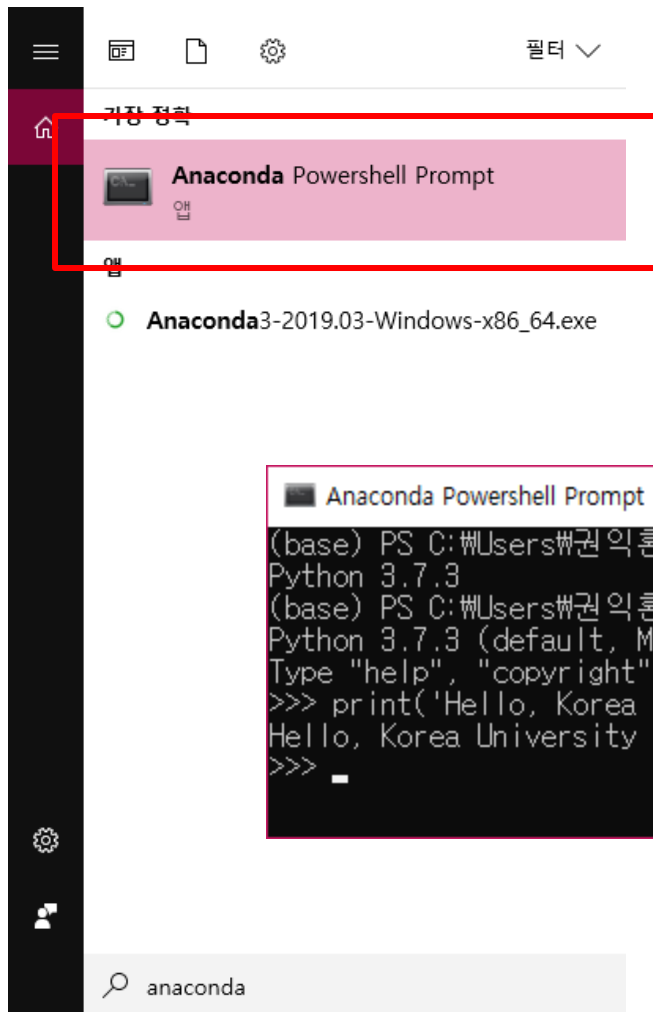 필터
가장 정확
Anaconda Powershell Prompt
앱
앱
Anaconda3-2019.03-Windows-x86_64.exe
Anaconda Powershell Prompt
(base) PS C:₩Users₩권익
Python 3.7.3
(base) PS C:₩Users₩권익
Python 3.7.3 (default, M
Type "help", "copyright"
>>> print('Hello, Korea
Hello, Korea University
>>>
anaconda